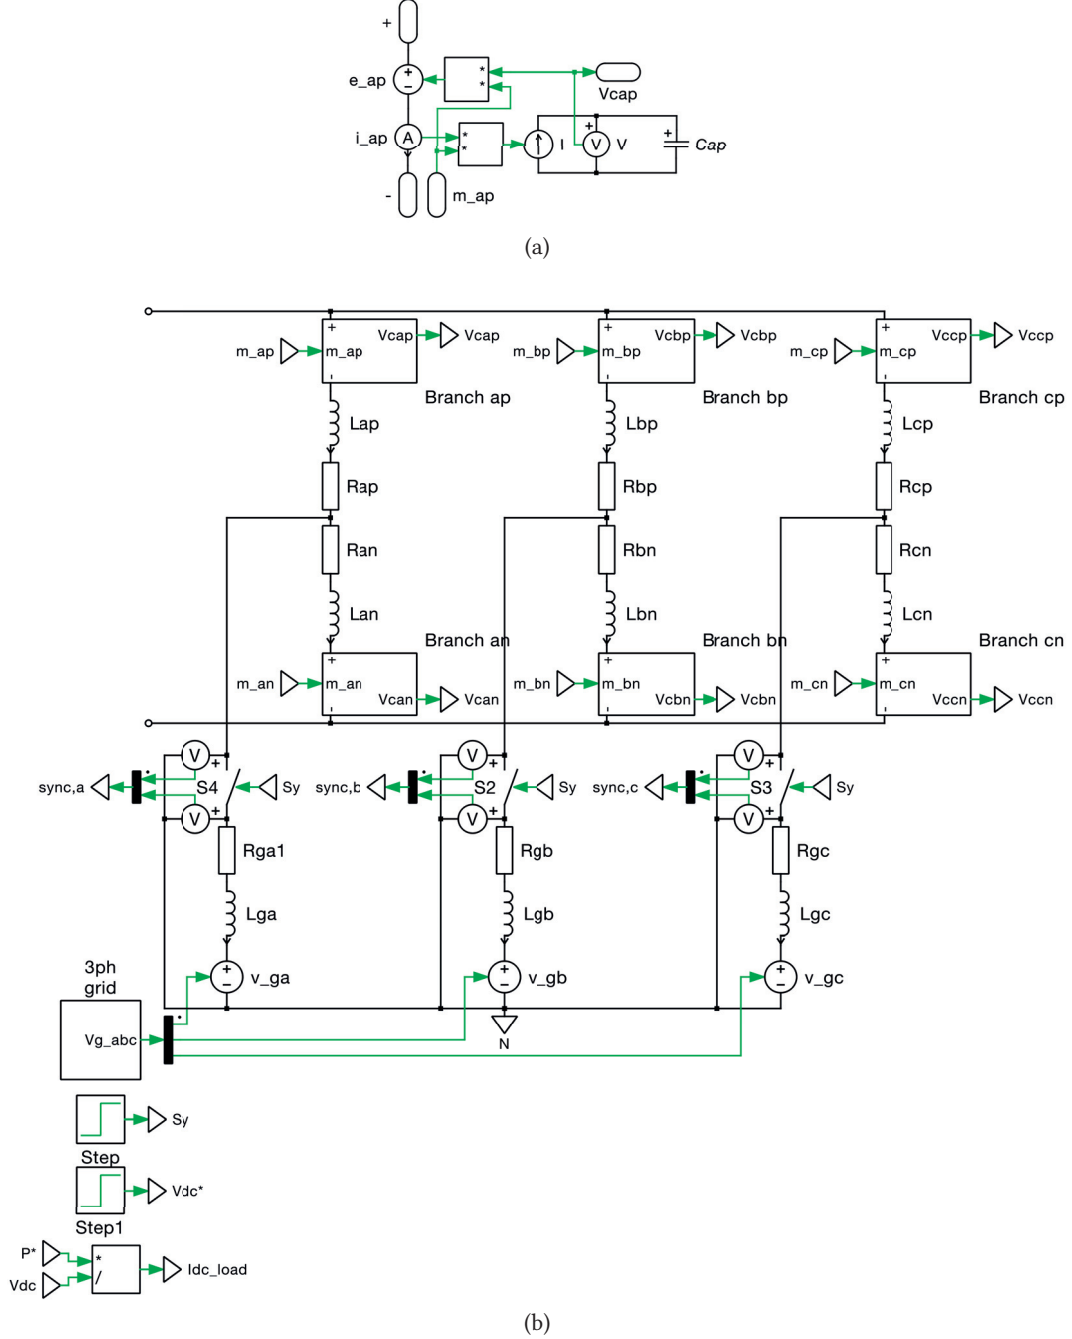 +
e_ap
+
−
*
*
Vcap
i_ap
A
*
*
I
+
V
V
+
Cap
-
m_ap
(a)
m_ap
+
m_ap
-
Vcap
Vcap
Branch ap
m_bp
+
m_bp
-
Vcbp
Vcbp
Branch bp
m_cp
+
m_cp
-
Vccp
Vccp
Branch cp
Lap
Lbp
Lcp
Rap
Rbp
Rcp
Ran
Rbn
Rcn
Lan
Lbn
Lcn
Branch an
Branch bn
Branch cn
m_an
+
m_an
-
Vcan
Vcan
m_bn
+
m_bn
-
Vcbn
Vcbn
m_cn
+
m_cn
-
Vccn
Vccn
sync,a
V
+
S4
V
+
Sy
sync,b
V
+
S2
V
+
Sy
sync,c
V
+
S3
V
+
Sy
Rga1
Rgb
Rgc
Lga
Lgb
Lgc
+
−
v_ga
+
−
v_gb
+
−
v_gc
3ph
grid
Vg_abc
N
Sy
Step
Vdc*
Step1
P*
Vdc
*
/
Idc_load
(b)